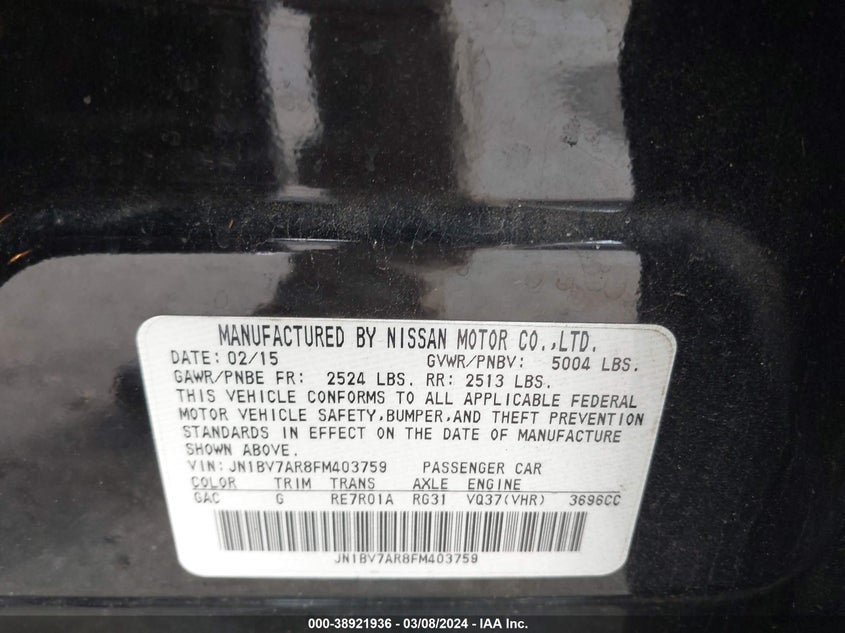 MANUFACTURED BY NISSAN MOTOR CO.,LTD.
DATE: 02/15 GVWR/PNBV: 5004 LBS.
GAWR/PNBE FR: 2524 LBS. RR: 2513 LBS.
THIS VEHICLE CONFORMS TO ALL APPLICABLE FEDERAL
MOTOR VEHICLE SAFETY,BUMPER,AND THEFT PREVENTION
STANDARDS IN EFFECT ON THE DATE OF MANUFACTURE
SHOWN ABOVE.
VIN: JN1BV7AR8FM403759 PASSENGER CAR
COLOR TRIM TRANS AXLE ENGINE
GAC G RE7R01A RG31 VQ37(VHR) 3696CC
JN1BV7AR8FM403759
000-38921936 - 03/08/2024 - IAA Inc.